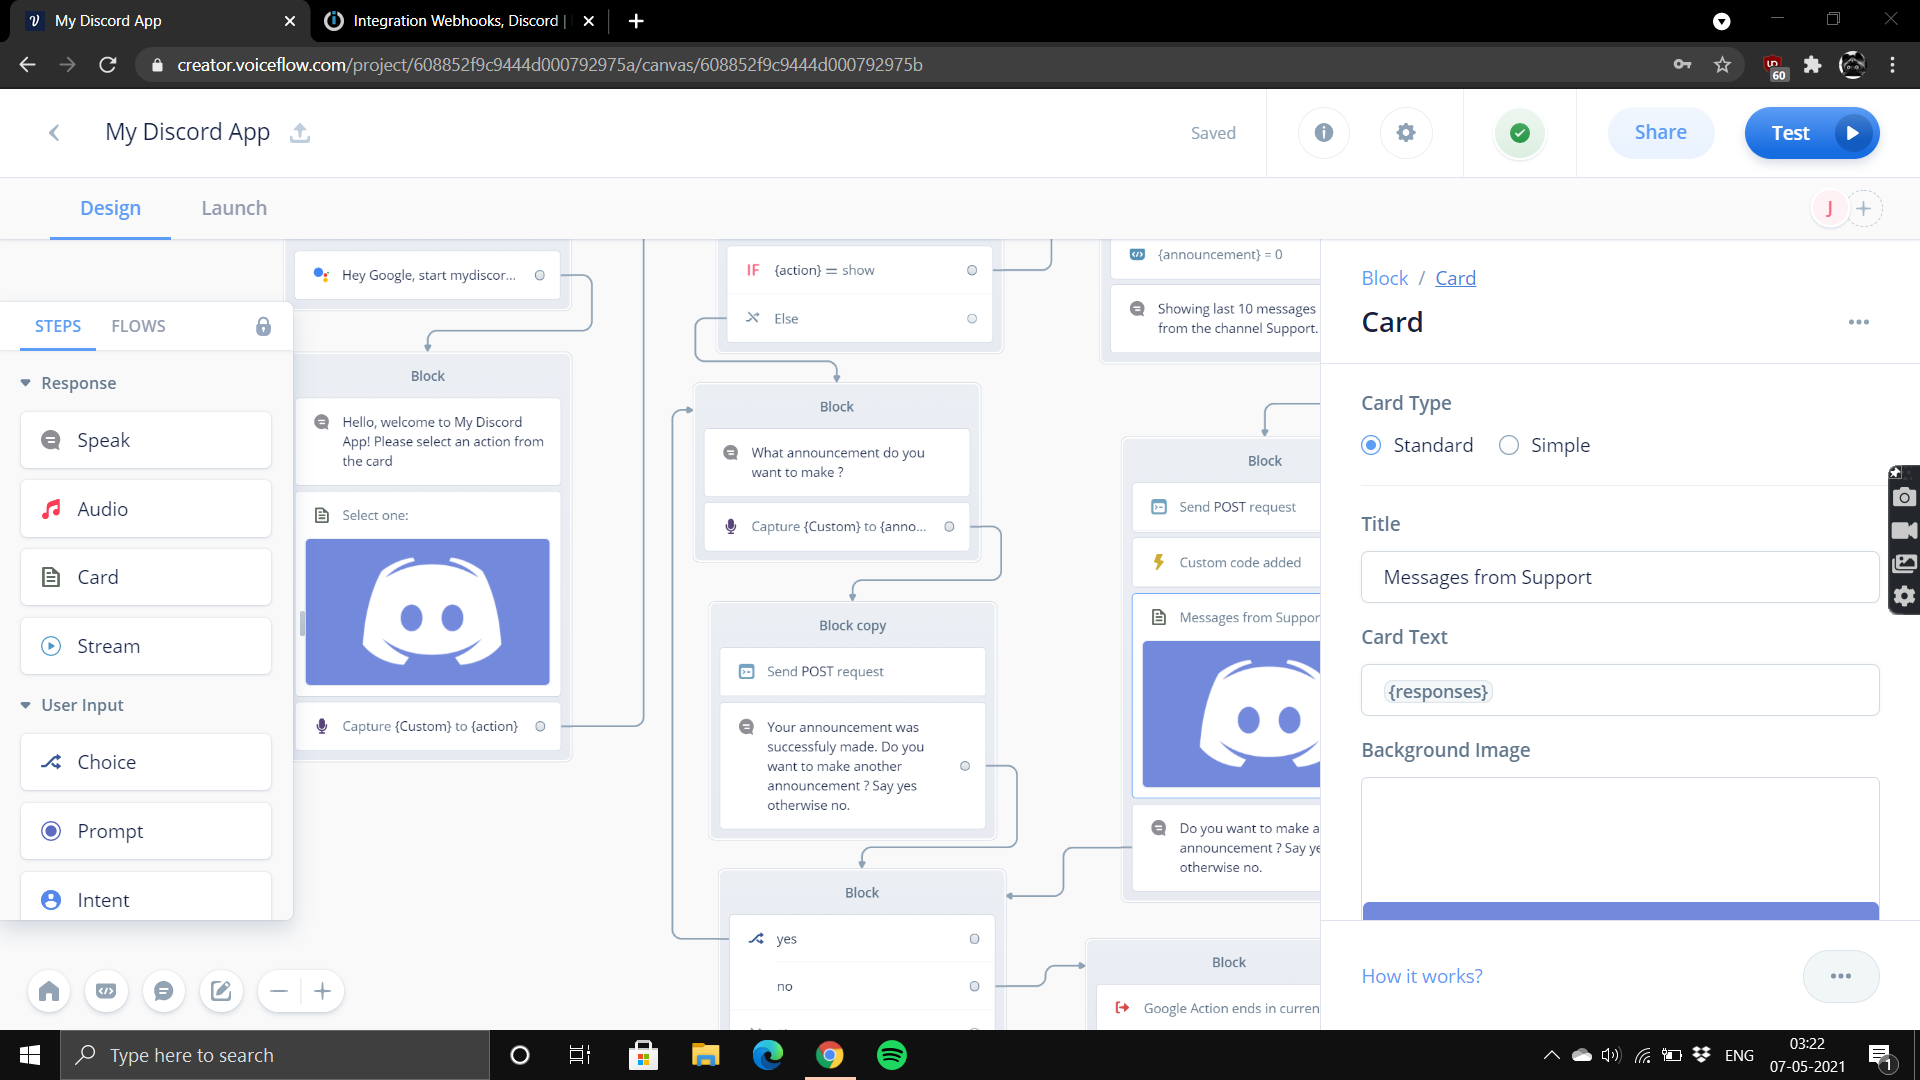 My Discord App
Integration Webhooks, Discord |
creator.voiceflow.com/project/608852f9c9444d000792975a/canvas/608852f9c9444d000792975b
60
My Discord App
Saved
Share
Test
Design
Launch
J
STEPS
FLOWS
Response
Speak
Audio
Card
Stream
User Input
Choice
Prompt
Intent
Hey Google, start mydiscor...
Block
Hello, welcome to My Discord
App! Please select an action from
the card
Select one:
Capture {Custom} to {action}
IF {action} = show
Else
Block
What announcement do you
want to make ?
Capture {Custom} to {anno...
Block copy
Send POST request
Your announcement was
successfuly made. Do you
want to make another
announcement ? Say yes
otherwise no.
Block
yes
no
{announcement} = 0
Showing last 10 messages
from the channel Support.
Block
Send POST request
Custom code added
Messages from Suppor
Do you want to make a
announcement ? Say ye
otherwise no.
Block
Google Action ends in curren
Block / Card
Card
Card Type
Standard
Simple
Title
Messages from Support
Card Text
{responses}
Background Image
How it works?
Type here to search
ENG
03:22
07-05-2021
1